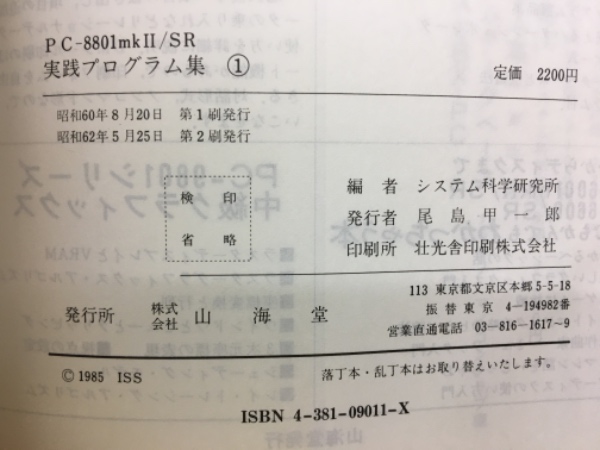 PC-8801mkⅡ/SR
実践プログラム集 ①
定価 2200円
昭和60年8月20日 第1刷発行
昭和62年5月25日 第2刷発行
検印
省略
編者 システム科学研究所
発行者 尾島甲一郎
印刷所 壮光舎印刷株式会社
発行所 株式会社 山海堂
113 東京都文京区本郷5-5-18
振替東京 4-194982番
営業直通電話 03-816-1617~9
©1985 ISS
落丁本・乱丁本はお取り替えいたします。
ISBN 4-381-09011-X